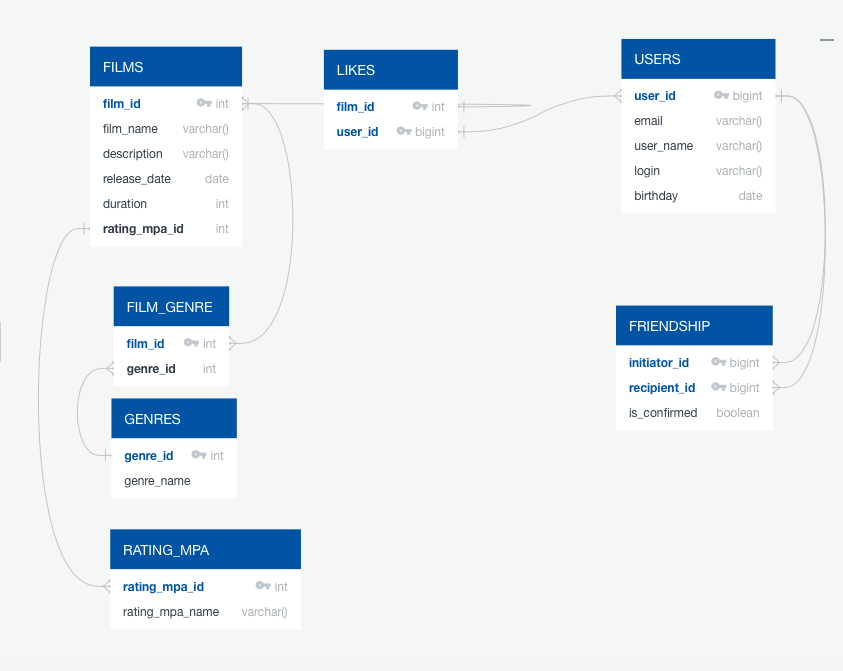 FILMS
film_id int
film_name varchar()
description varchar()
release_date date
duration int
rating_mpa_id int
LIKES
film_id int
user_id bigint
USERS
user_id bigint
email varchar()
user_name varchar()
login varchar()
birthday date
FILM_GENRE
film_id int
genre_id int
GENRES
genre_id int
genre_name
FRIENDSHIP
initiator_id bigint
recipient_id bigint
is_confirmed boolean
RATING_MPA
rating_mpa_id int
rating_mpa_name varchar()